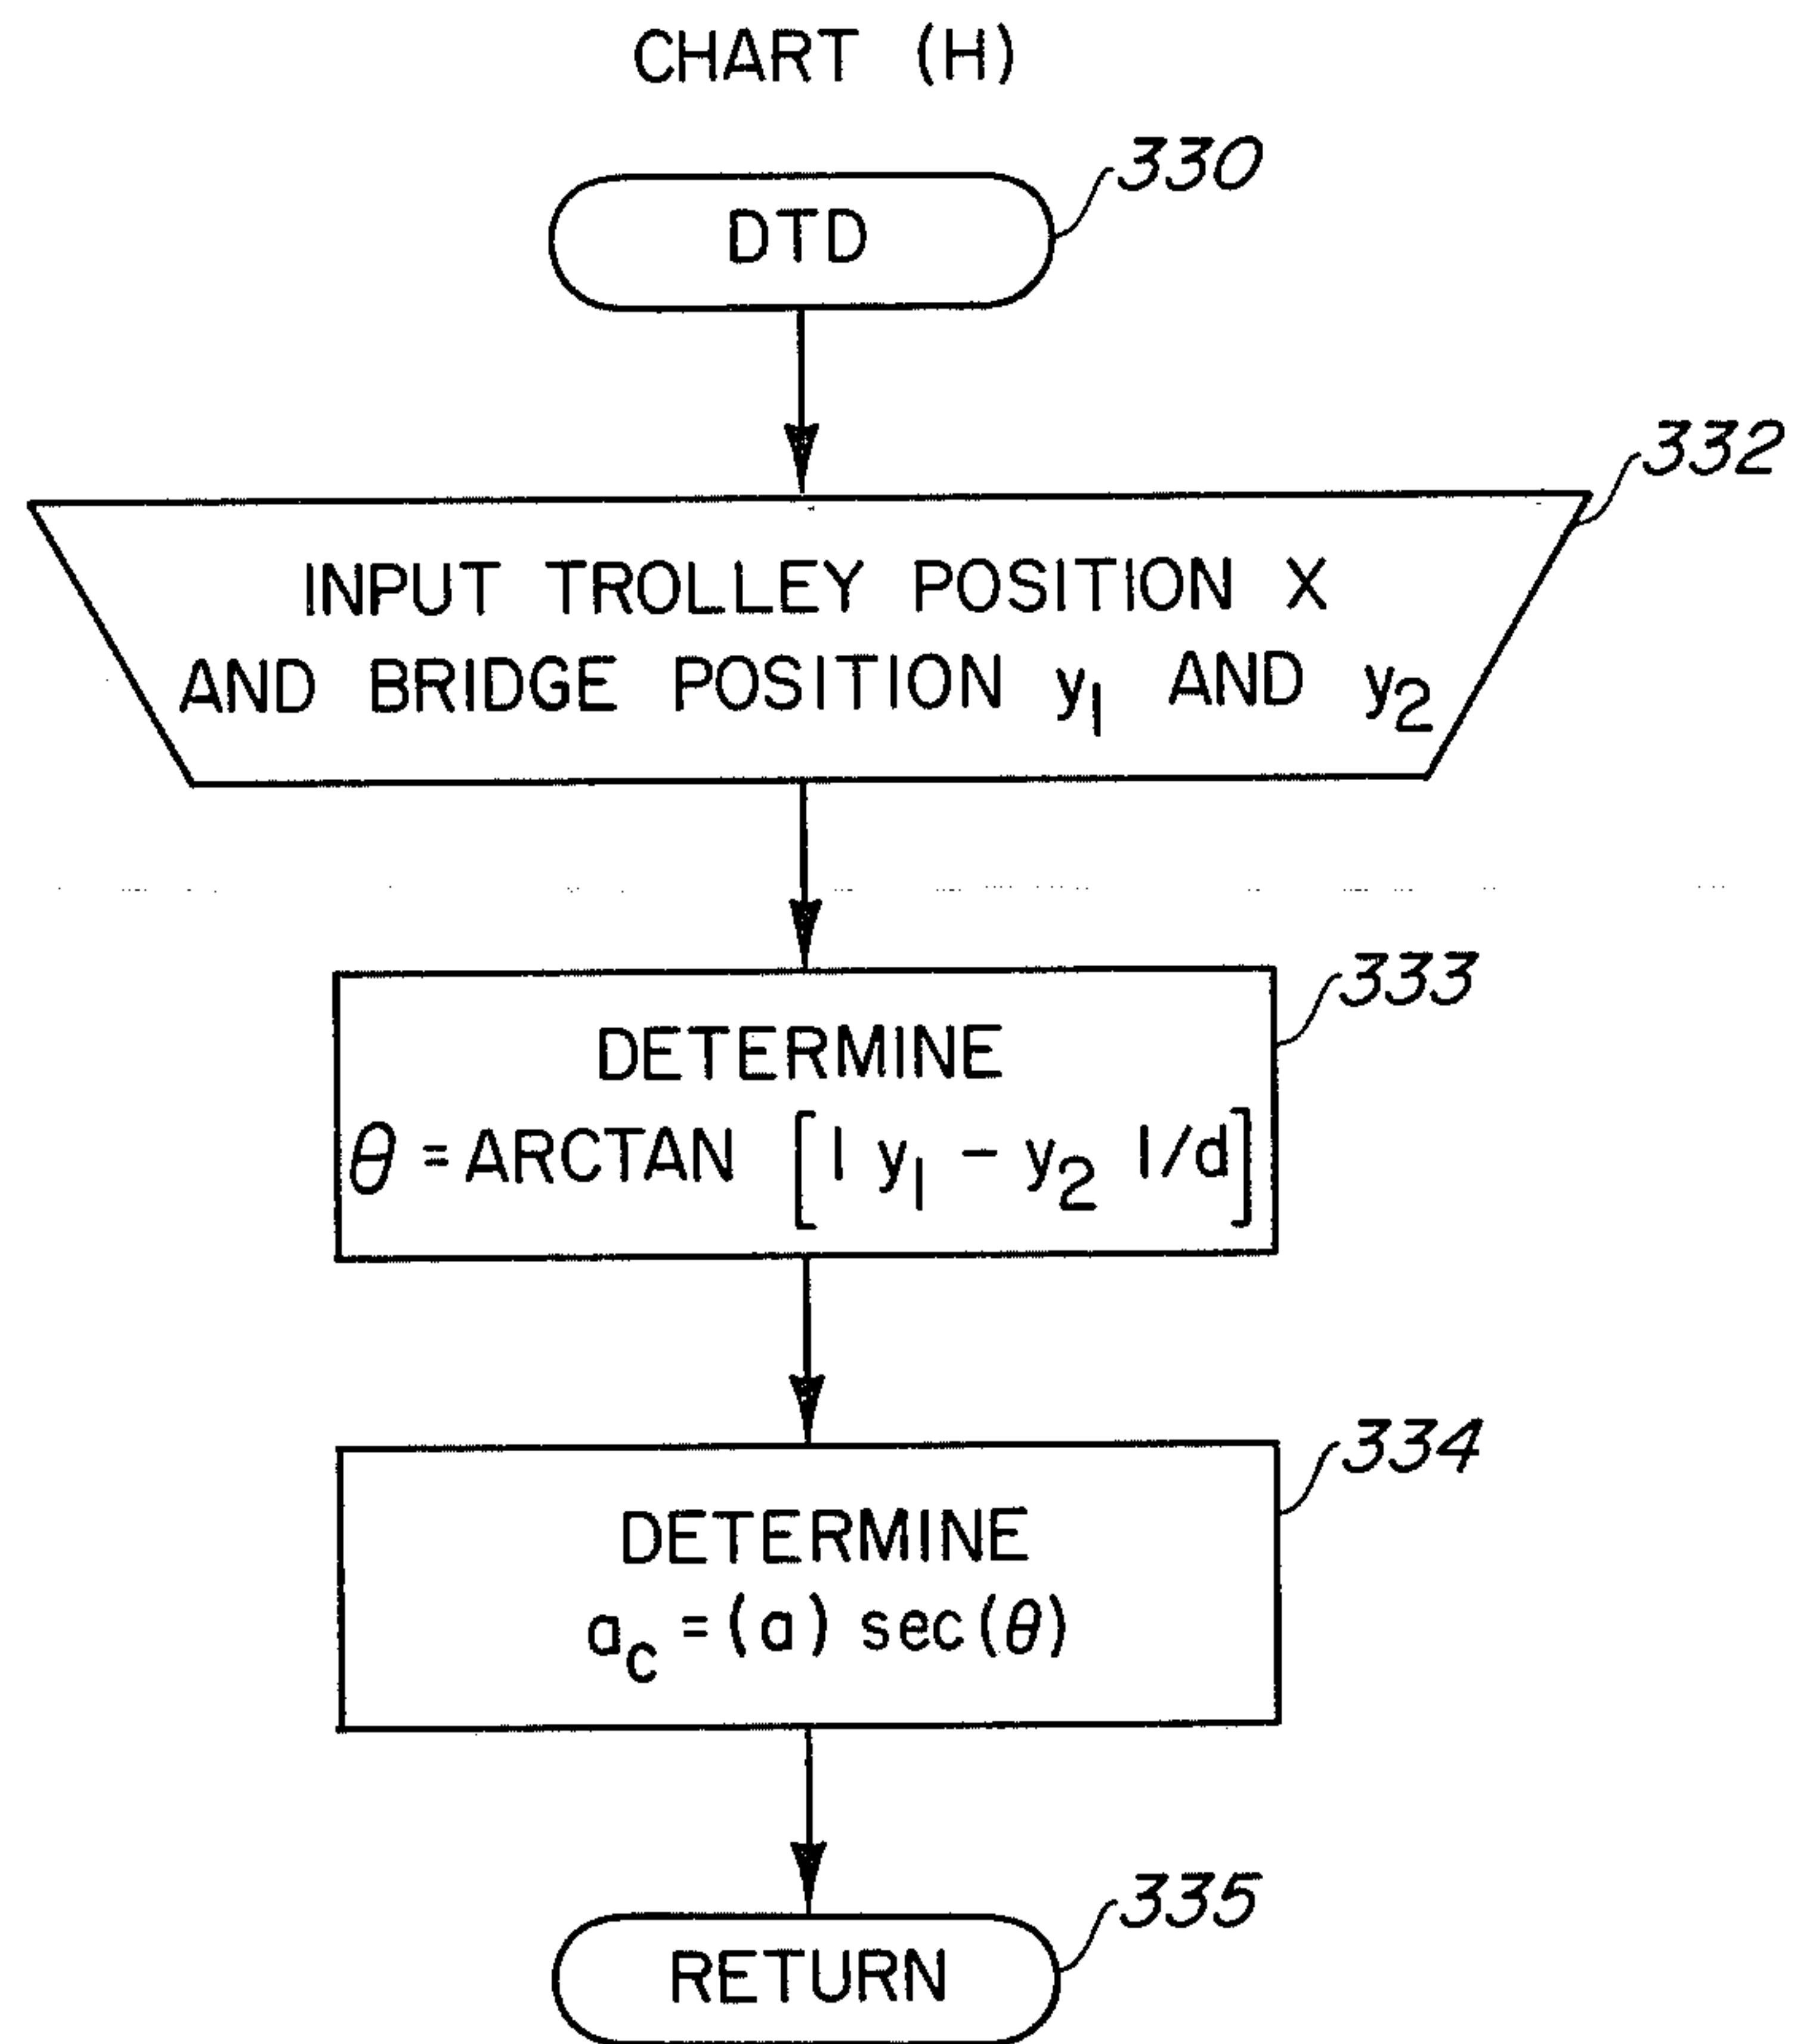 CHART (H)
330
DTD
332
INPUT TROLLEY POSITION X
AND BRIDGE POSITION y₁ AND y₂
333
DETERMINE
θ = ARCTAN [| y₁ - y₂ |/d]
334
DETERMINE
a_c = (a) sec(θ)
335
RETURN